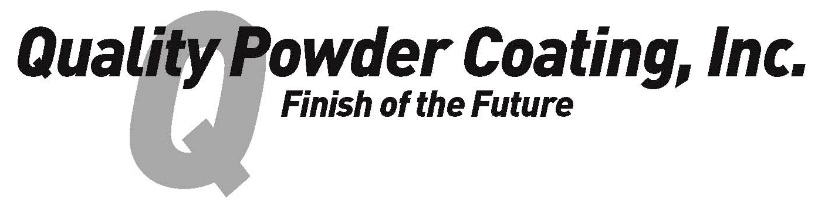 Quality Powder Coating, Inc.
Finish of the Future
Q